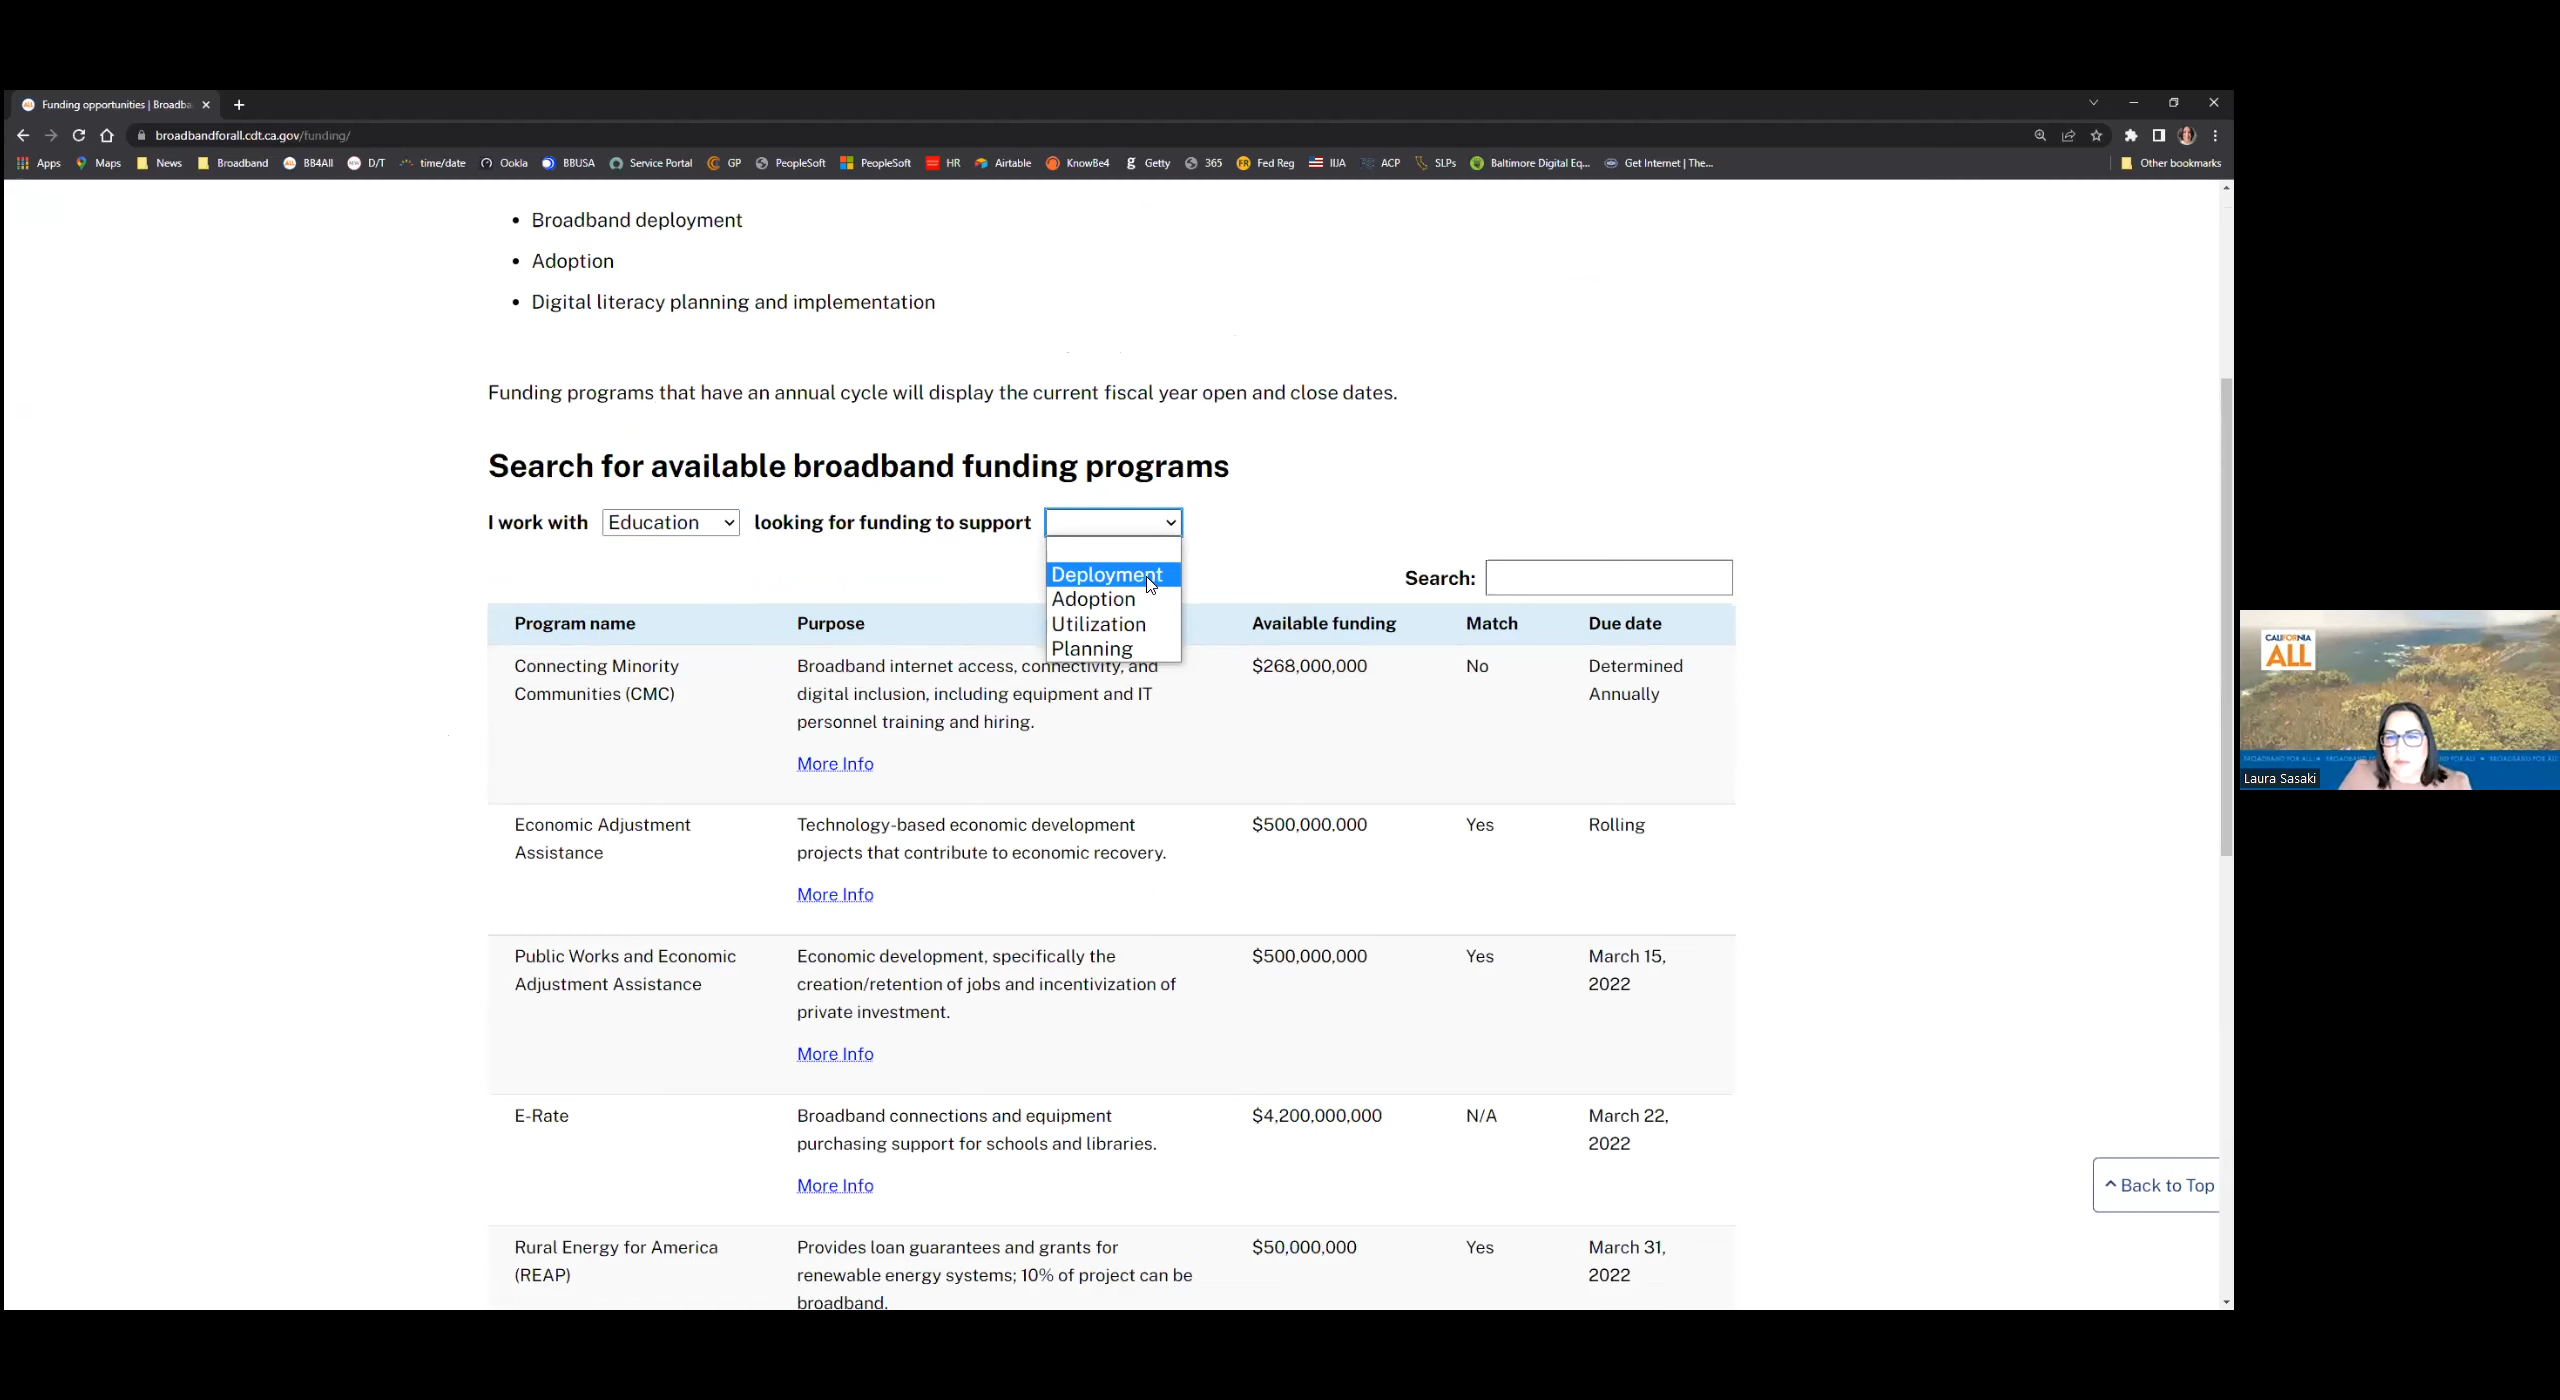 Funding opportunities | Broadba
broadbandforall.cdt.ca.gov/funding/
Apps Maps News Broadband BB4All D/T time/date Ookla BBUSA Service Portal GP PeopleSoft PeopleSoft HR Airtable KnowBe4 Getty 365 Fed Reg IIJA ACP SLPs Baltimore Digital Eq... Get Internet | The... Other bookmarks
• Broadband deployment
• Adoption
• Digital literacy planning and implementation
Funding programs that have an annual cycle will display the current fiscal year open and close dates.
Search for available broadband funding programs
I work with Education looking for funding to support
Deployment
Adoption
Utilization
Planning
Search:
Program name Purpose Available funding Match Due date
Connecting Minority Broadband internet access, connectivity, and $268,000,000 No Determined
Communities (CMC) digital inclusion, including equipment and IT Annually
personnel training and hiring.
More Info
Economic Adjustment Technology-based economic development $500,000,000 Yes Rolling
Assistance projects that contribute to economic recovery.
More Info
Public Works and Economic Economic development, specifically the $500,000,000 Yes March 15,
Adjustment Assistance creation/retention of jobs and incentivization of 2022
private investment.
More Info
E-Rate Broadband connections and equipment $4,200,000,000 N/A March 22,
purchasing support for schools and libraries. 2022
More Info
Back to Top
Rural Energy for America Provides loan guarantees and grants for $50,000,000 Yes March 31,
(REAP) renewable energy systems; 10% of project can be 2022
broadband.
CALIFORNIA
ALL
BROADBAND FOR ALL
Laura Sasaki